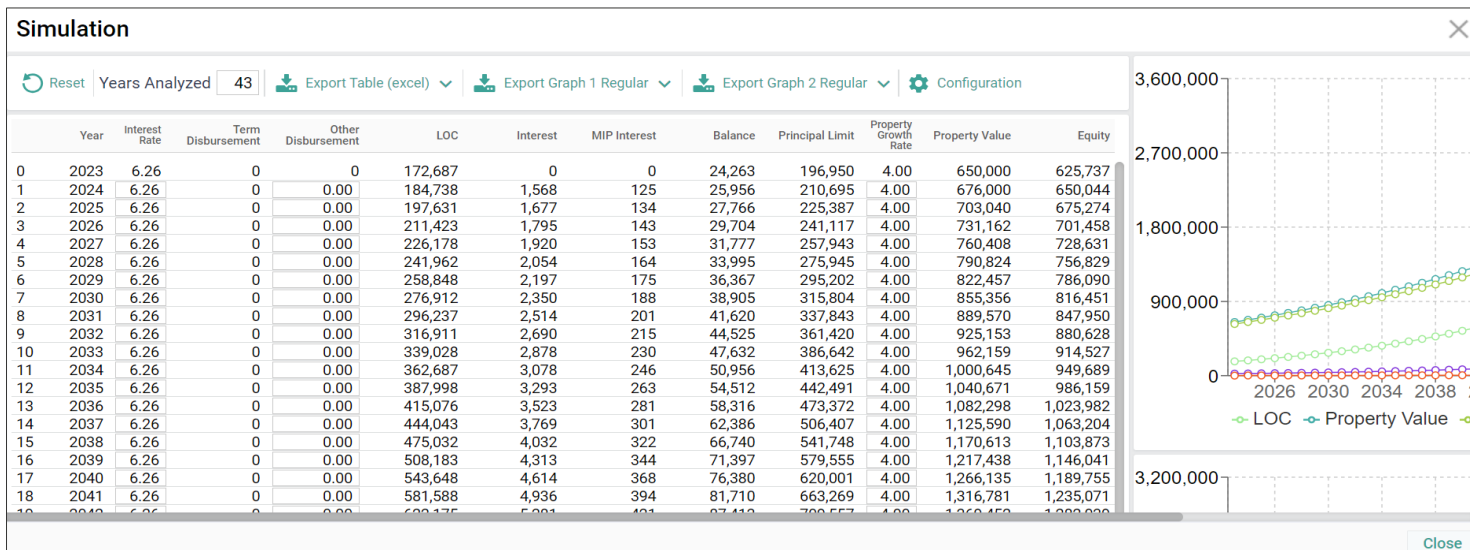 Simulation
Reset Years Analyzed 43 Export Table (excel) Export Graph 1 Regular Export Graph 2 Regular Configuration
Year Interest Rate Term Disbursement Other Disbursement LOC Interest MIP Interest Balance Principal Limit Property Growth Rate Property Value Equity
0 2023 6.26 0 0 172,687 0 0 24,263 196,950 4.00 650,000 625,737
1 2024 6.26 0 0.00 184,738 1,568 125 25,956 210,695 4.00 676,000 650,044
2 2025 6.26 0 0.00 197,631 1,677 134 27,766 225,387 4.00 703,040 675,274
3 2026 6.26 0 0.00 211,423 1,795 143 29,704 241,117 4.00 731,162 701,458
4 2027 6.26 0 0.00 226,178 1,920 153 31,777 257,943 4.00 760,408 728,631
5 2028 6.26 0 0.00 241,962 2,054 164 33,995 275,945 4.00 790,824 756,829
6 2029 6.26 0 0.00 258,848 2,197 175 36,367 295,202 4.00 822,457 786,090
7 2030 6.26 0 0.00 276,912 2,350 188 38,905 315,804 4.00 855,356 816,451
8 2031 6.26 0 0.00 296,237 2,514 201 41,620 337,843 4.00 889,570 847,950
9 2032 6.26 0 0.00 316,911 2,690 215 44,525 361,420 4.00 925,153 880,628
10 2033 6.26 0 0.00 339,028 2,878 230 47,632 386,642 4.00 962,159 914,527
11 2034 6.26 0 0.00 362,687 3,078 246 50,956 413,625 4.00 1,000,645 949,689
12 2035 6.26 0 0.00 387,998 3,293 263 54,512 442,491 4.00 1,040,671 986,159
13 2036 6.26 0 0.00 415,076 3,523 281 58,316 473,372 4.00 1,082,298 1,023,982
14 2037 6.26 0 0.00 444,043 3,769 301 62,386 506,407 4.00 1,125,590 1,063,204
15 2038 6.26 0 0.00 475,032 4,032 322 66,740 541,748 4.00 1,170,613 1,103,873
16 2039 6.26 0 0.00 508,183 4,313 344 71,397 579,555 4.00 1,217,438 1,146,041
17 2040 6.26 0 0.00 543,648 4,614 368 76,380 620,001 4.00 1,266,135 1,189,755
18 2041 6.26 0 0.00 581,588 4,936 394 81,710 663,269 4.00 1,316,781 1,235,071
3,600,000
2,700,000
1,800,000
900,000
0
2026 2030 2034 2038
LOC Property Value
3,200,000
Close